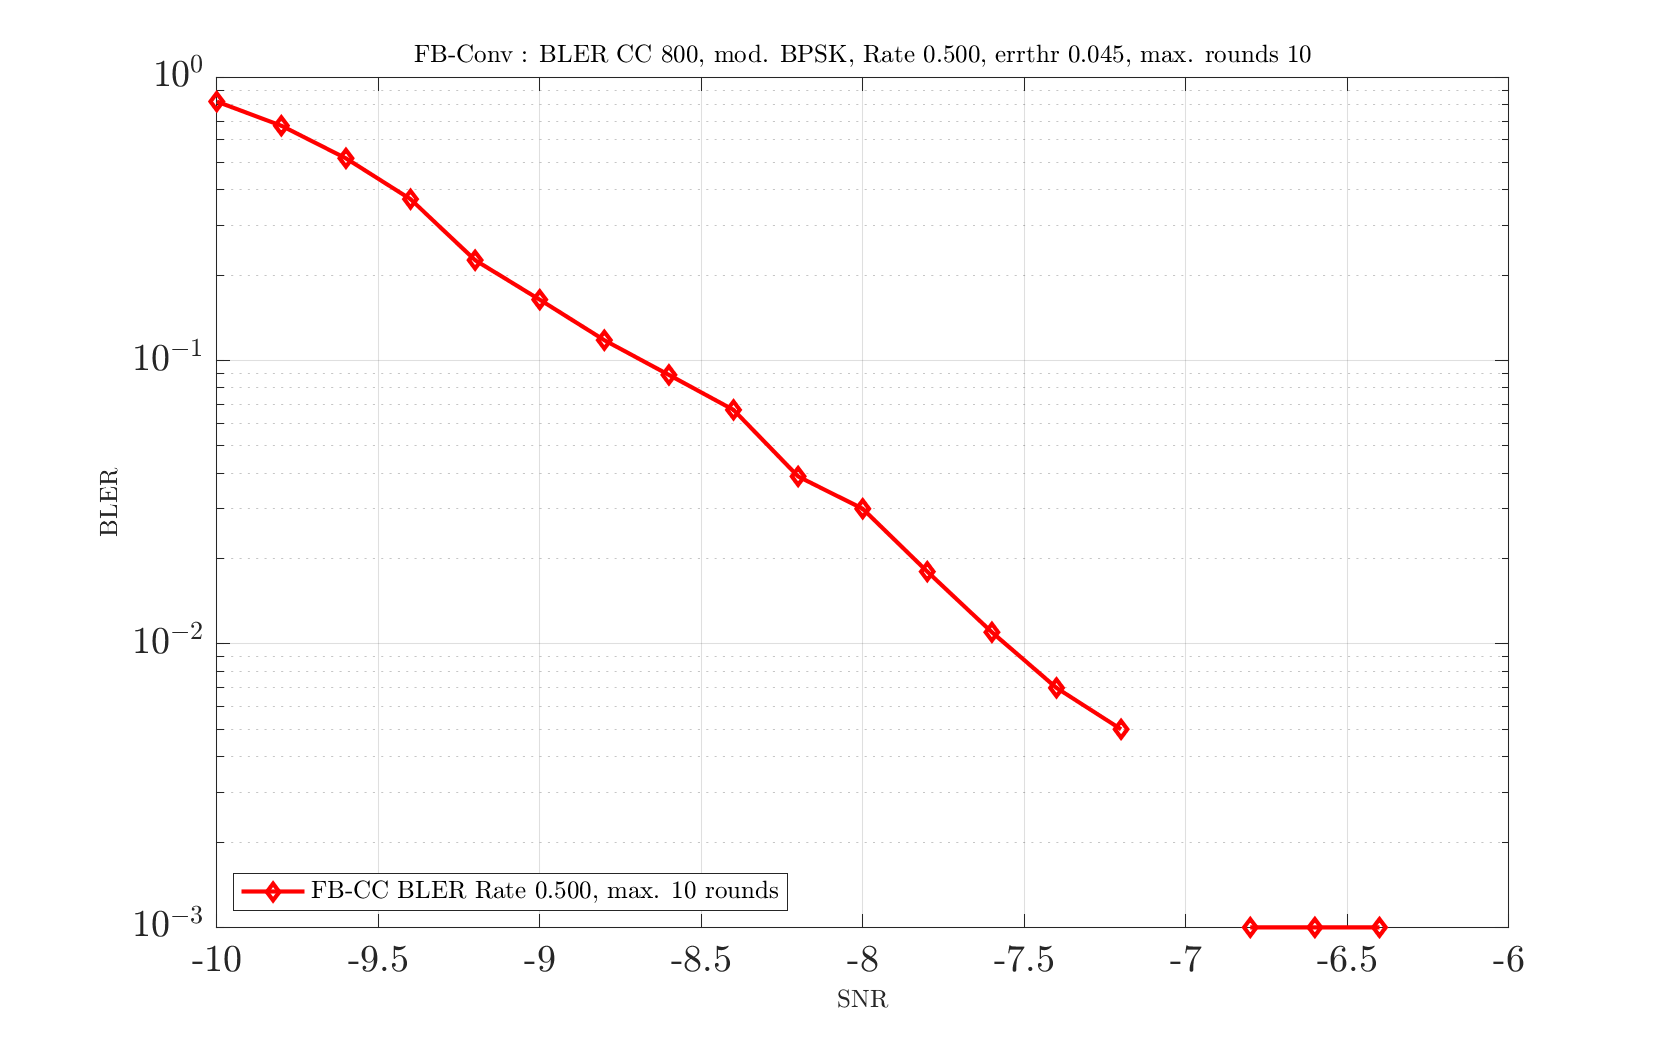 FB-Conv : BLER CC 800, mod. BPSK, Rate 0.500, errthr 0.045, max. rounds 10
10^0
10^{-1}
10^{-2}
10^{-3}
BLER
FB-CC BLER Rate 0.500, max. 10 rounds
-10 -9.5 -9 -8.5 -8 -7.5 -7 -6.5 -6
SNR